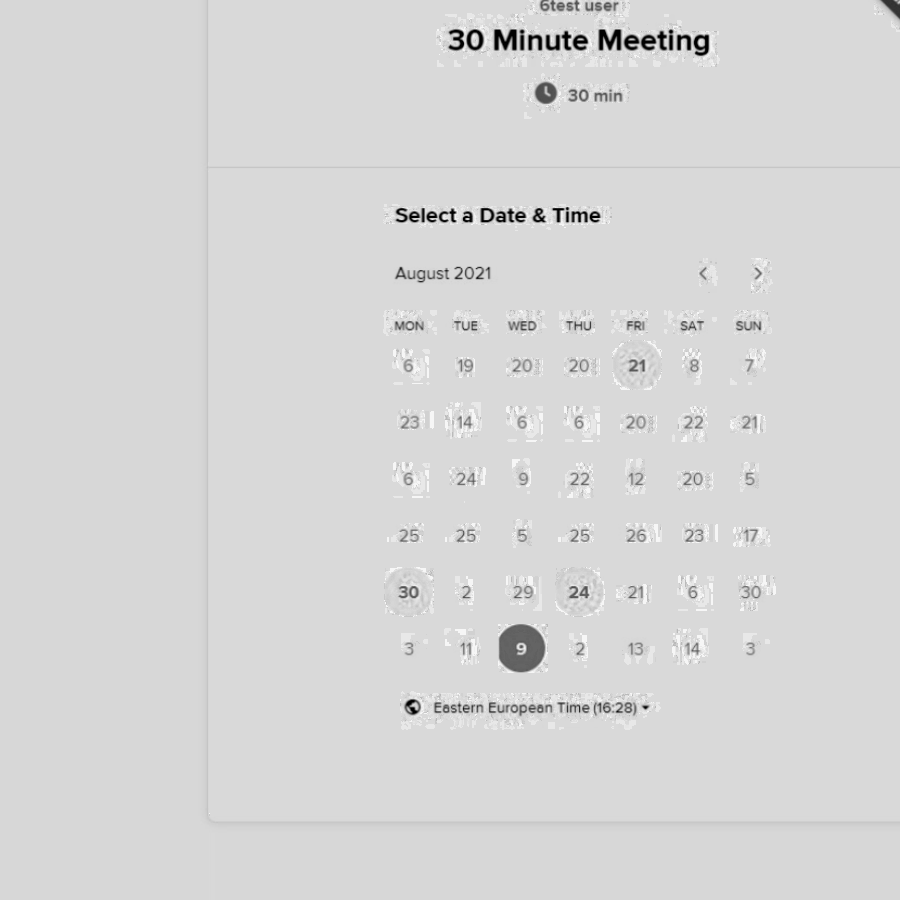 6test user
30 Minute Meeting
30 min
Select a Date & Time
August 2021
MON TUE WED THU FRI SAT SUN
6 19 20 20 21 8 7
23 14 6 6 20 22 21
6 24 9 22 12 20 5
25 25 5 25 26 23 17
30 2 29 24 21 6 30
3 11 9 2 13 14 3
Eastern European Time (16:28)